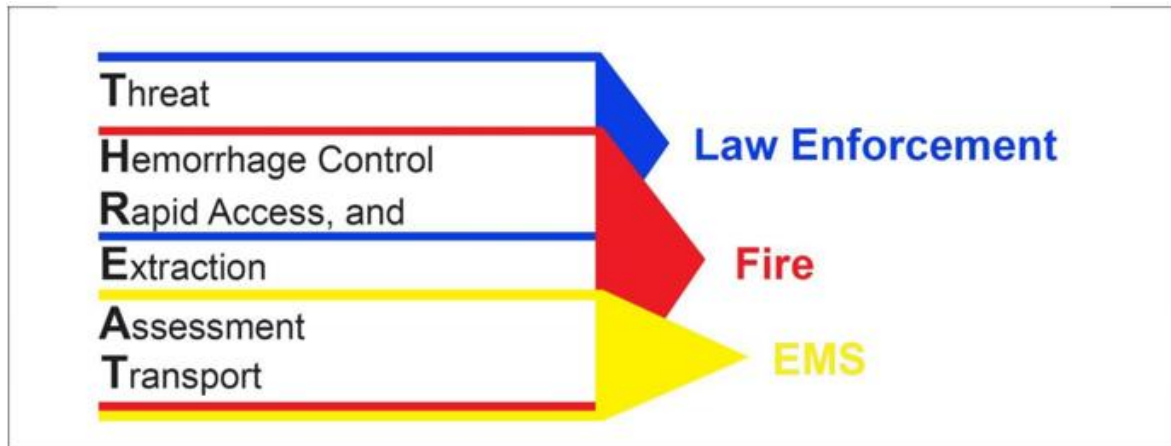 Threat
Hemorrhage Control
Rapid Access, and
Extraction
Assessment
Transport
Law Enforcement
Fire
EMS